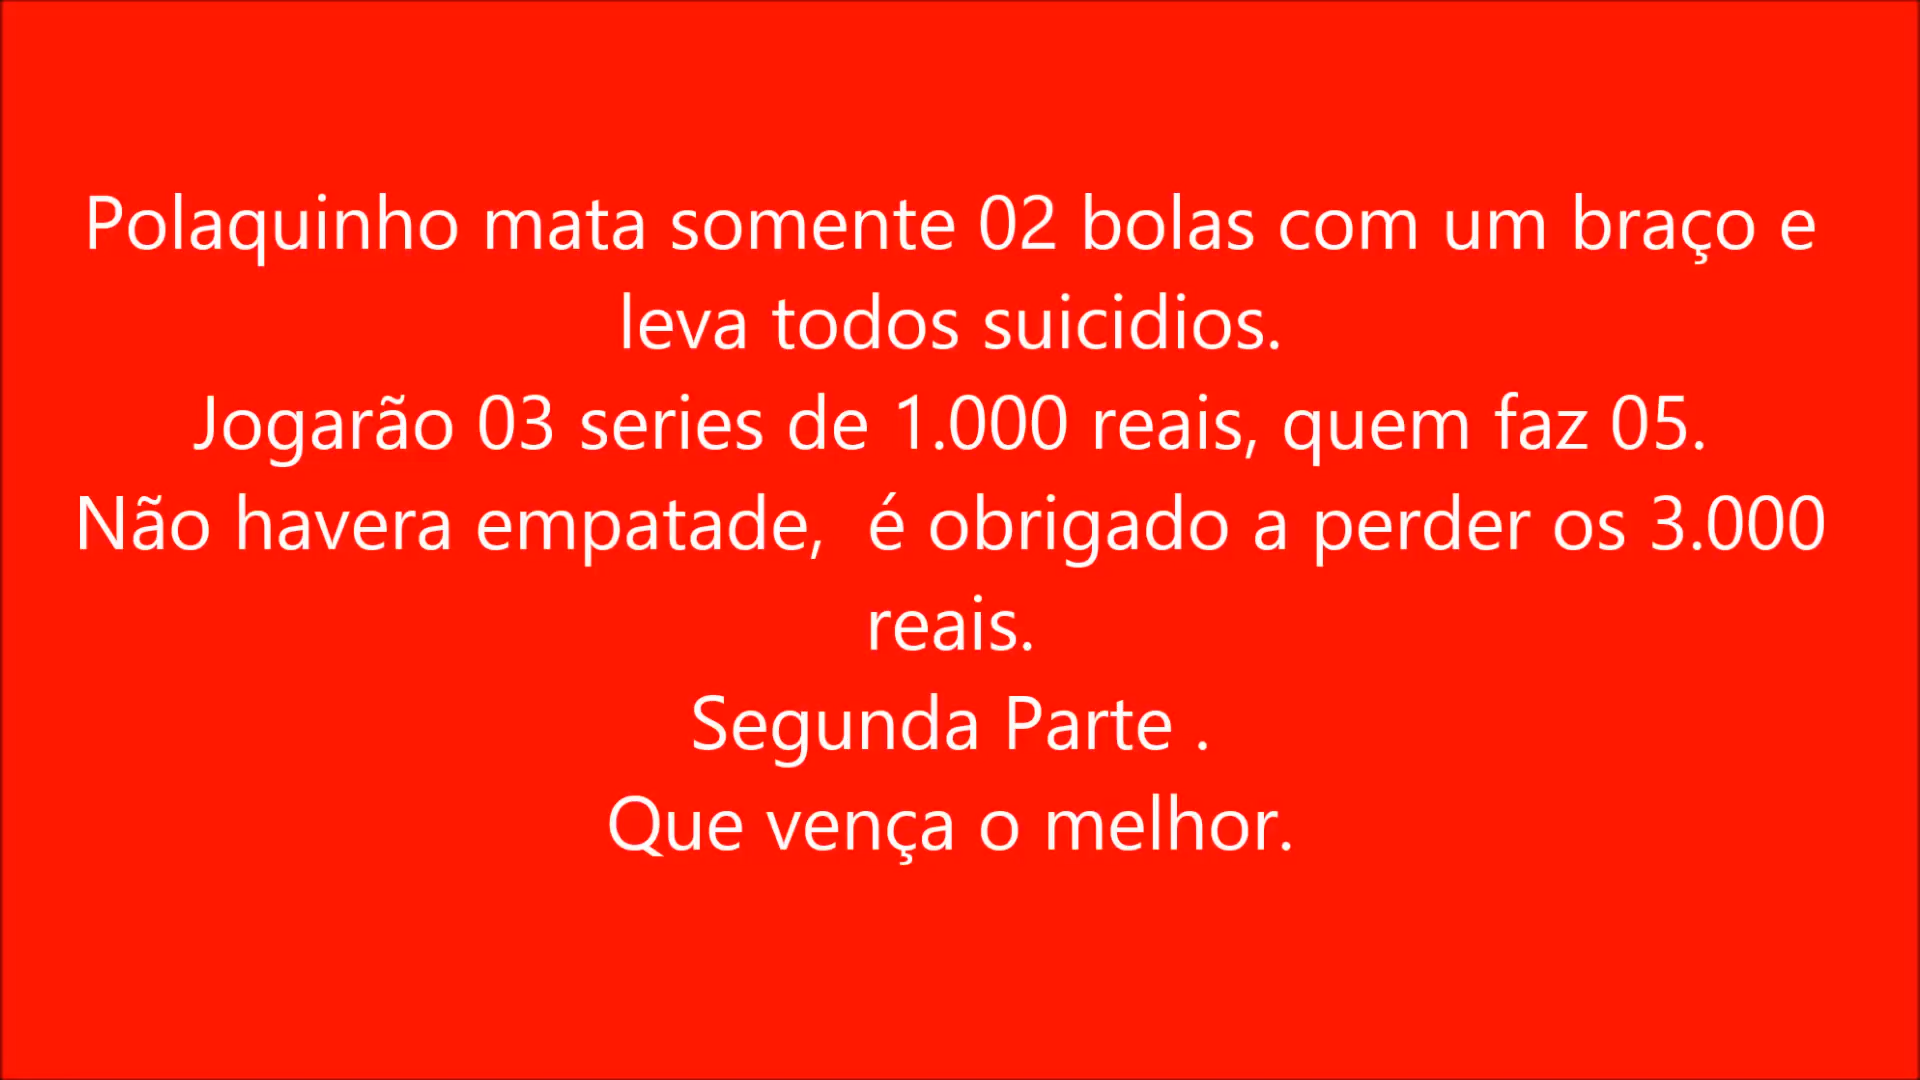 Polaquinho mata somente 02 bolas com um braço e
leva todos suicidios.
Jogarão 03 series de 1.000 reais, quem faz 05.
Não havera empatade,  é obrigado a perder os 3.000
reais.
Segunda Parte .
Que vença o melhor.